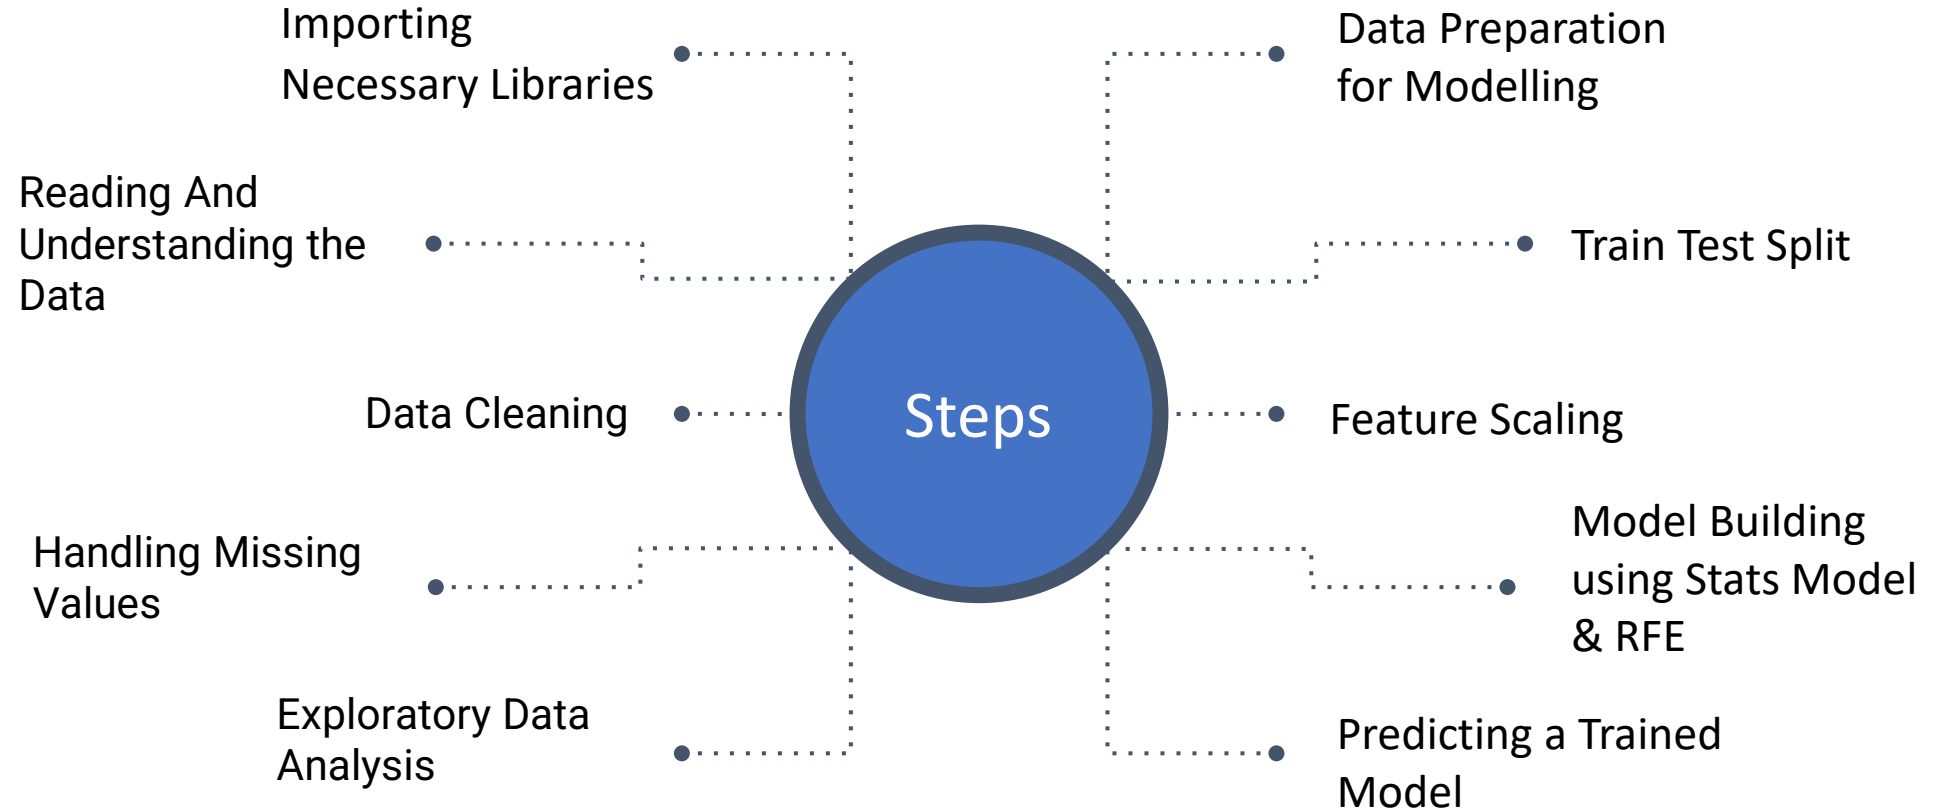 Importing
Necessary Libraries
Reading And
Understanding the
Data
Data Cleaning
Handling Missing
Values
Exploratory Data
Analysis
Steps
Data Preparation
for Modelling
Train Test Split
Feature Scaling
Model Building
using Stats Model
& RFE
Predicting a Trained
Model